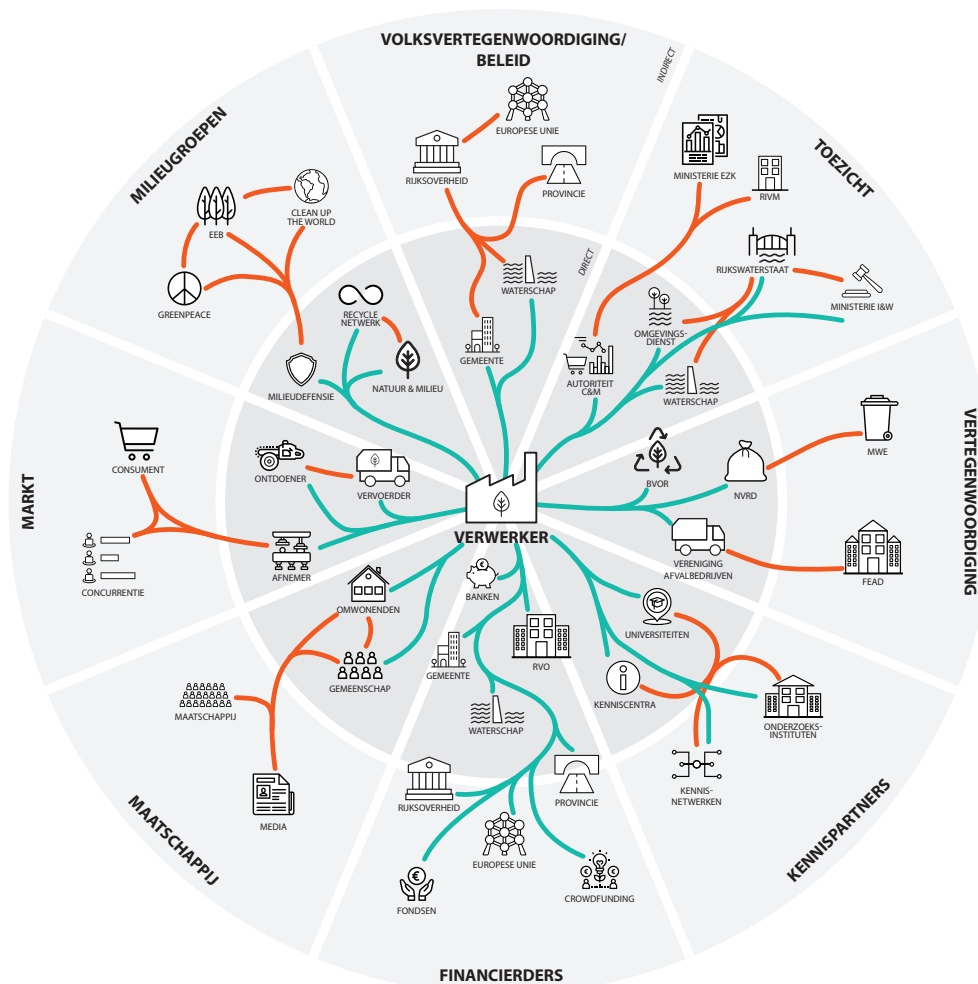 VOLKSVERTEGENWOORDIGING/
BELEID
INDIRECT
EUROPESE UNIE
RIJKSOVERHEID
PROVINCIE
WATERSCHAP
GEMEENTE
DIRECT
TOEZICHT
MINISTERIE EZK
RIVM
RIJKSWATERSTAAT
MINISTERIE I&W
OMGEVINGS-
DIENST
AUTORITEIT
C&M
WATERSCHAP
MILIEUGROEPEN
EEB
CLEAN UP
THE WORLD
GREENPEACE
RECYCLE
NETWERK
NATUUR & MILIEU
MILIEUDEFENSIE
MARKT
CONSUMENT
ONTDOENER
VERVOERDER
AFNEMER
CONCURRENTIE
VERWERKER
VERTEGENWOORDIGING
MWE
BVOR
NVRD
VERENIGING
AFVALBEDRIJVEN
FEAD
MAATSCHAPPIJ
OMWONENDEN
GEMEENSCHAP
MAATSCHAPPIJ
MEDIA
FINANCIERDERS
BANKEN
GEMEENTE
RVO
WATERSCHAP
RIJKSOVERHEID
PROVINCIE
EUROPESE UNIE
FONDSEN
CROWDFUNDING
KENNISPARTNERS
UNIVERSITEITEN
KENNISCENTRA
ONDERZOEKS-
INSTITUTEN
KENNIS-
NETWERKEN